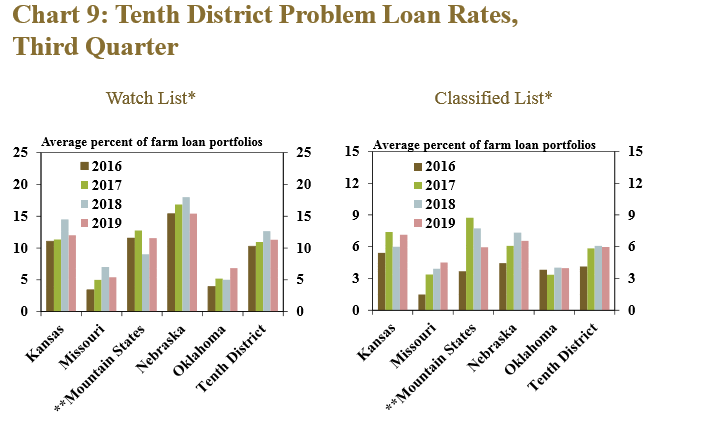 Chart 9: Tenth District Problem Loan Rates,
Third Quarter
Watch List*
Classified List*
Average percent of farm loan portfolios
25
20
15
10
5
0
25
20
15
10
5
0
2016
2017
2018
2019
Kansas
Missouri
**Mountain States
Nebraska
Oklahoma
Tenth District
Average percent of farm loan portfolios
15
12
9
6
3
0
15
12
9
6
3
0
2016
2017
2018
2019
Kansas
Missouri
**Mountain States
Nebraska
Oklahoma
Tenth District